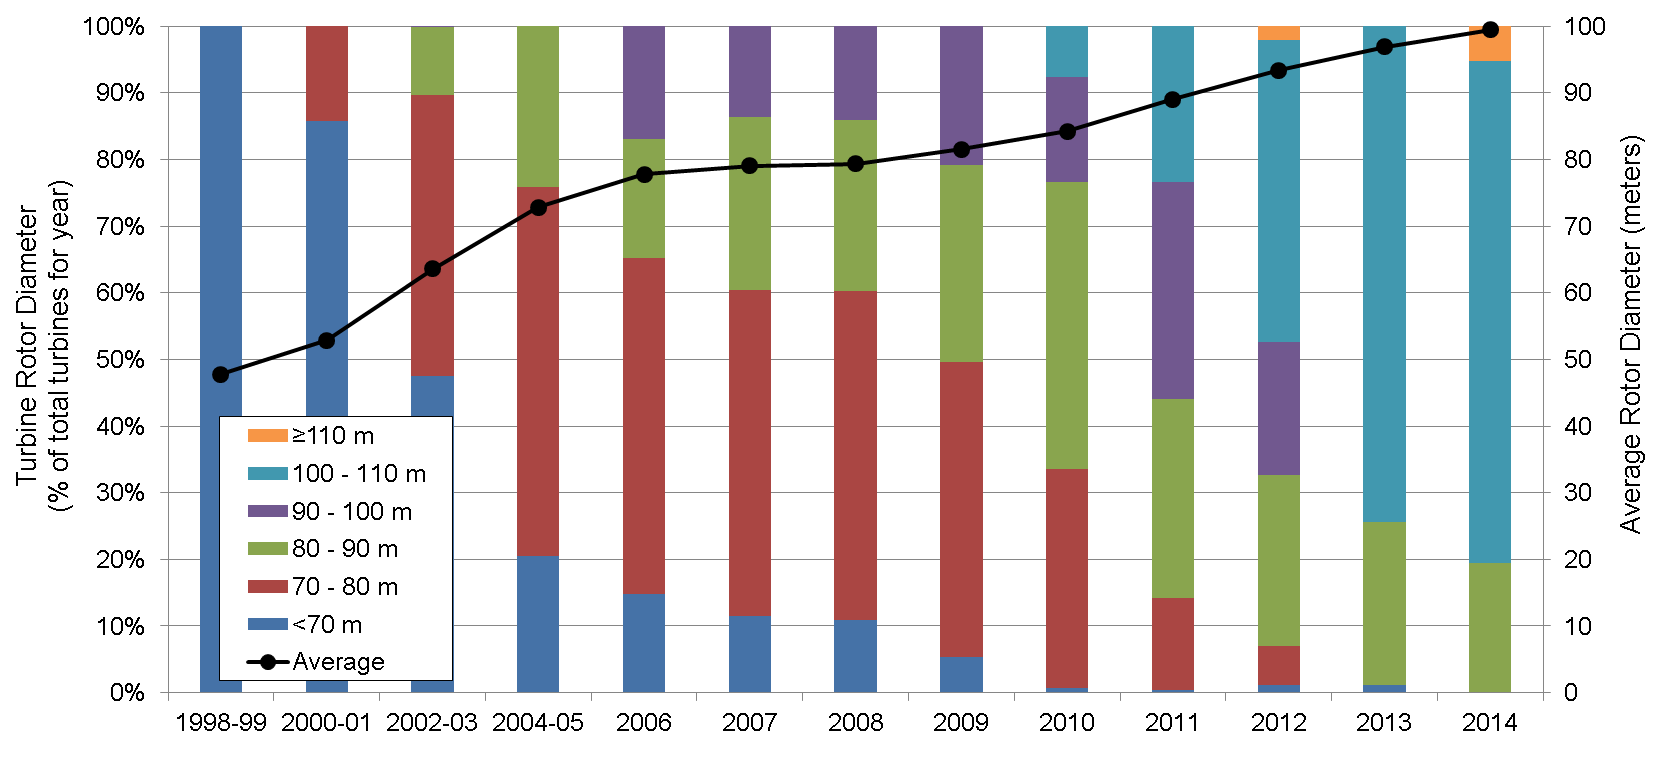 Turbine Rotor Diameter
(% of total turbines for year)
100%
90%
80%
70%
60%
50%
40%
30%
20%
10%
0%
≥110 m
100 - 110 m
90 - 100 m
80 - 90 m
70 - 80 m
<70 m
Average
1998-99 2000-01 2002-03 2004-05 2006 2007 2008 2009 2010 2011 2012 2013 2014
100
90
80
70
60
50
40
30
20
10
0
Average Rotor Diameter (meters)